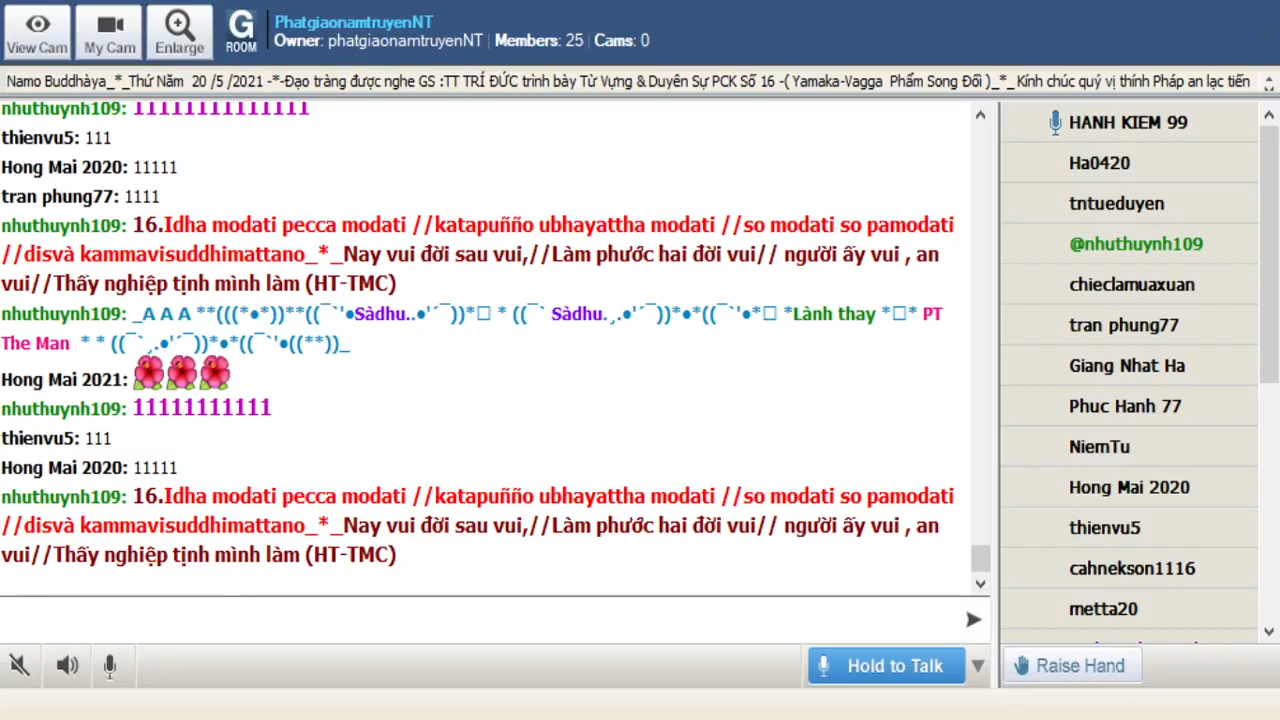 View Cam
My Cam
Enlarge
G
ROOM
PhatgiaonamtruyenNT
Owner: phatgiaonamtruyenNT | Members: 25 | Cams: 0
Namo Buddhàya_*_Thứ Năm 20 /5 /2021 -*-Đạo tràng được nghe GS :TT TRÍ ĐỨC trình bày Từ Vựng & Duyên Sự PCK Số 16 -( Yamaka-Vagga Phẩm Song Đối )_*_ Kính chúc quý vị thính Pháp an lạc tiến
nhuthuynh109: 11111111111111
thienvu5: 111
Hong Mai 2020: 11111
tran phung77: 1111
nhuthuynh109: 16.Idha modati pecca modati //katapuñño ubhayattha modati //so modati so pamodati
//disvà kammavisuddhimattano_*_Nay vui đời sau vui,//Làm phước hai đời vui// người ấy vui , an
vui//Thấy nghiệp tịnh mình làm (HT-TMC)
nhuthuynh109: _A A A **(((*●*))**((¯`'●Sàdhu..●'´¯))*□ * ((¯` Sàdhu.¸.●'´¯))*●*((¯`'●*□ *Lành thay *□* PT
The Man * * ((¯`¸.●'´¯))*●*((¯`'●((**))_
Hong Mai 2021:
nhuthuynh109: 11111111111
thienvu5: 111
Hong Mai 2020: 11111
nhuthuynh109: 16.Idha modati pecca modati //katapuñño ubhayattha modati //so modati so pamodati
//disvà kammavisuddhimattano_*_Nay vui đời sau vui,//Làm phước hai đời vui// người ấy vui , an
vui//Thấy nghiệp tịnh mình làm (HT-TMC)
Hold to Talk
HANH KIEM 99
Ha0420
tntueduyen
@nhuthuynh109
chieclamuaxuan
tran phung77
Giang Nhat Ha
Phuc Hanh 77
NiemTu
Hong Mai 2020
thienvu5
cahnekson1116
metta20
Raise Hand